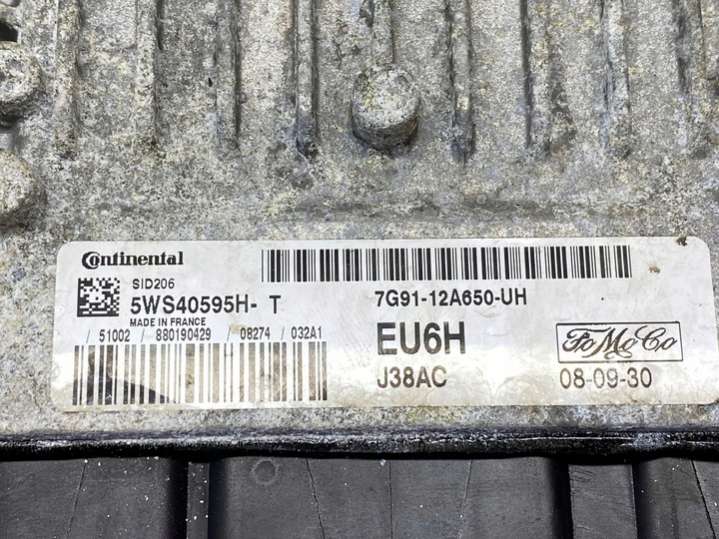 Continental
SID206
5WS40595H- T
MADE IN FRANCE
/ 51002 / 880190429 / 08274 / 032A1
7G91-12A650-UH
EU6H
FoMoCo
J38AC
08-09-30